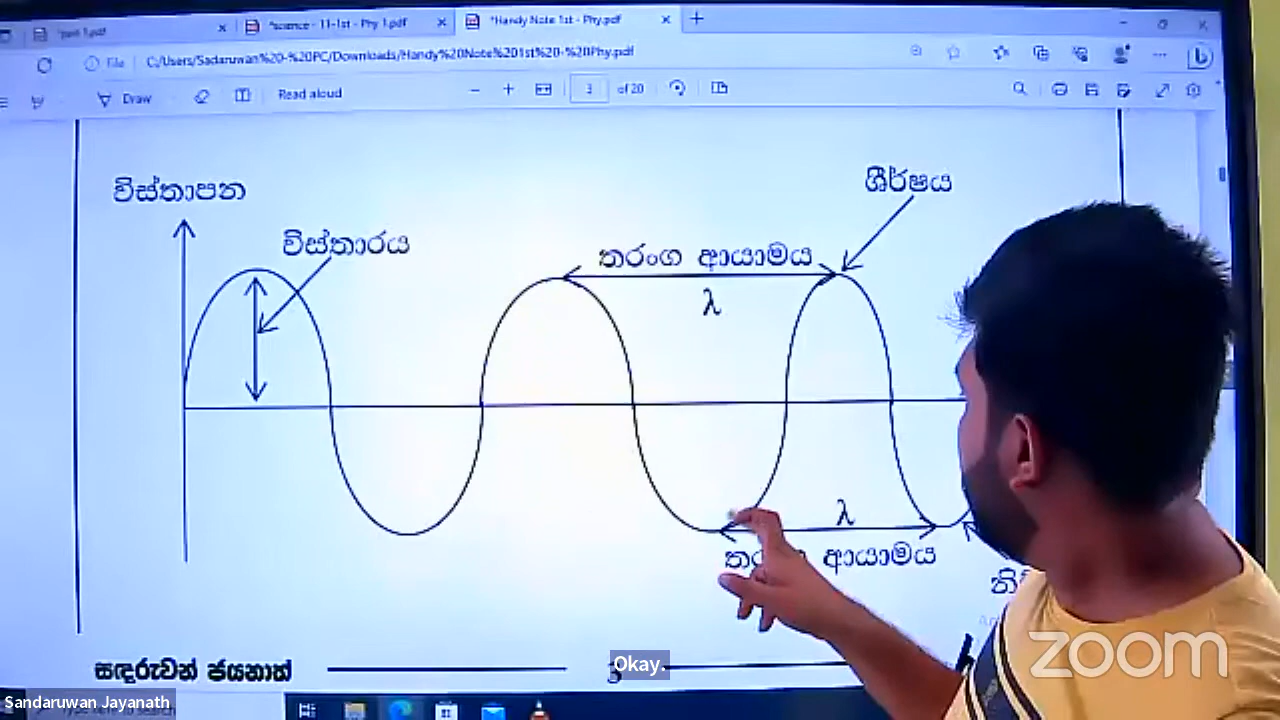 *science - 11-1st - Phy 1.pdf
*Handy Note 1st - Phy.pdf
File C:/Users/Sadaruwan%20-%20PC/Downloads/Handy%20Note%201st%20-%20Phy.pdf
Draw Read aloud 3 of 20
විස්තාපන
ශීර්ෂය
විස්තාරය
තරංග ආයාමය
λ
λ
ආයාමය
සඳරුවන් ජයනාත්
Okay.
zoom
Sandaruwan Jayanath